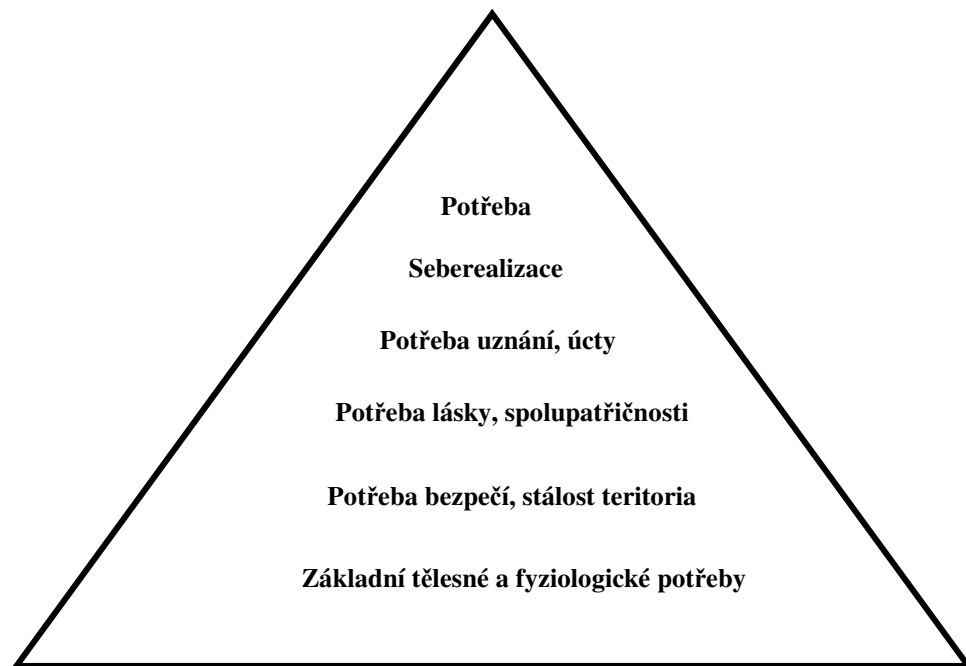 Potřeba
Seberealizace
Potřeba uznání, úcty
Potřeba lásky, spolupatřičnosti
Potřeba bezpečí, stálost teritoria
Základní tělesné a fyziologické potřeby